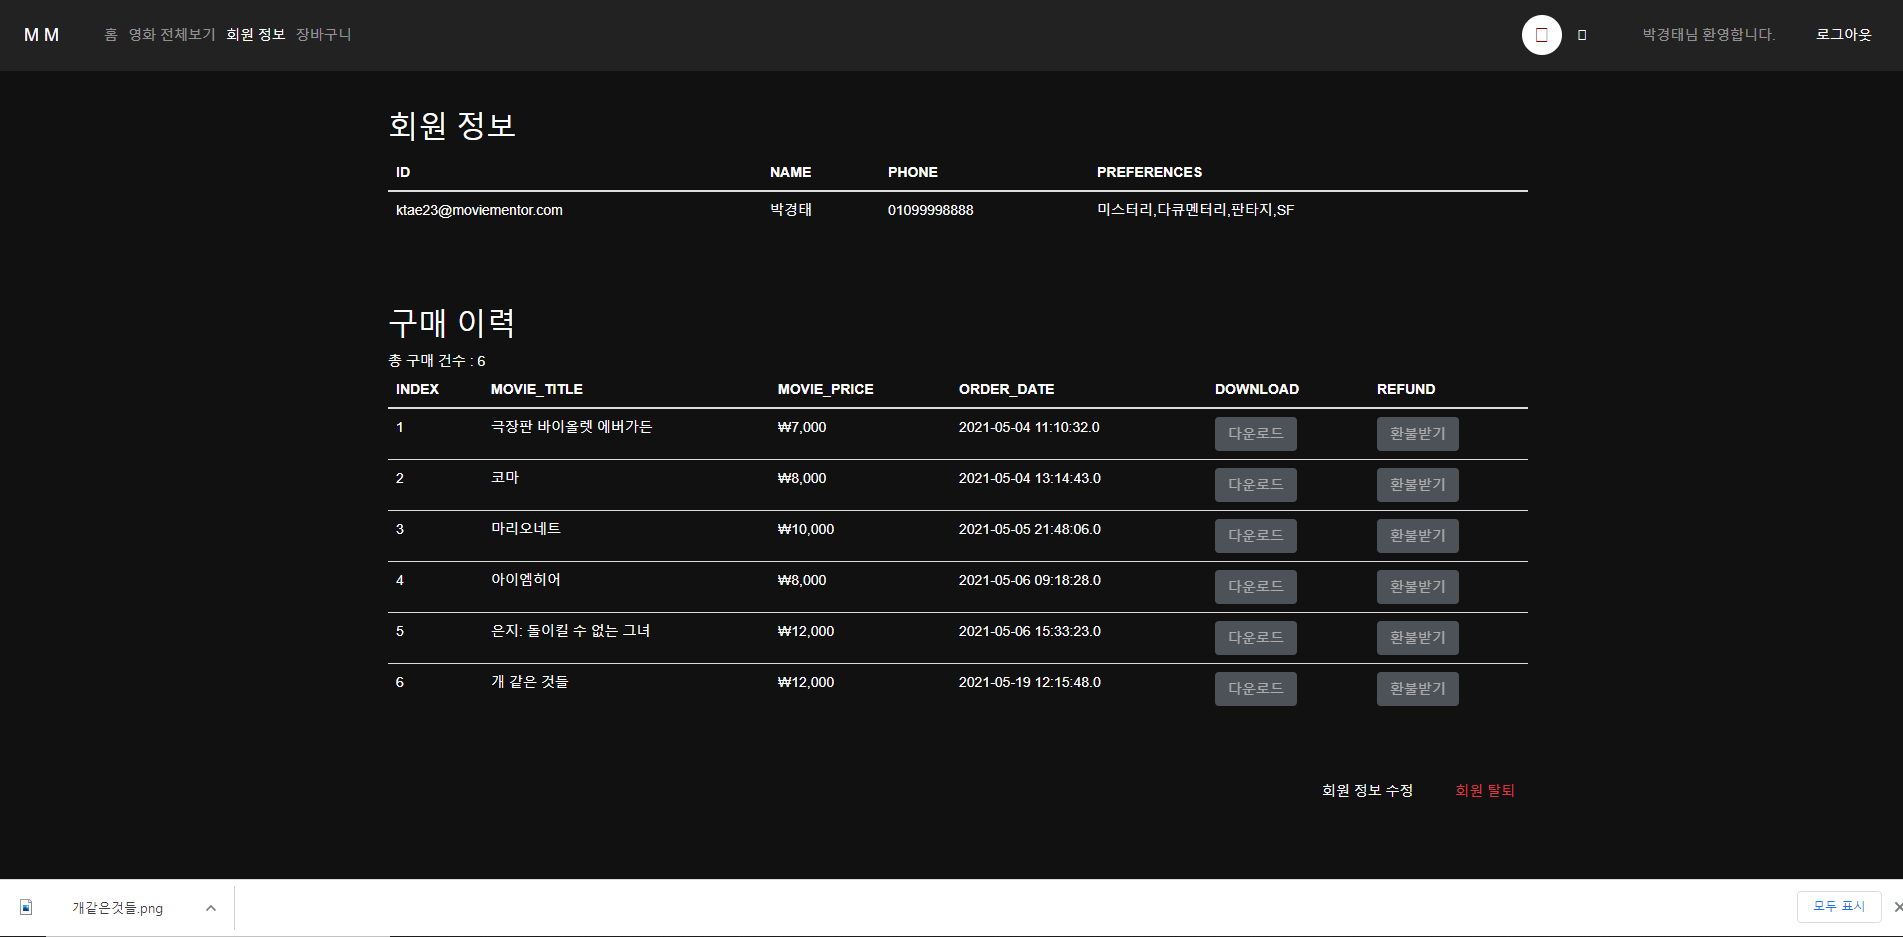 M M 홈 영화 전체보기 회원 정보 장바구니 박경태님 환영합니다. 로그아웃
회원 정보
ID NAME PHONE PREFERENCES
ktae23@moviementor.com 박경태 01099998888 미스터리,다큐멘터리,판타지,SF
구매 이력
총 구매 건수 : 6
INDEX MOVIE_TITLE MOVIE_PRICE ORDER_DATE DOWNLOAD REFUND
1 극장판 바이올렛 에버가든 ₩7,000 2021-05-04 11:10:32.0 다운로드 환불받기
2 코마 ₩8,000 2021-05-04 13:14:43.0 다운로드 환불받기
3 마리오네트 ₩10,000 2021-05-05 21:48:06.0 다운로드 환불받기
4 아이엠히어 ₩8,000 2021-05-06 09:18:28.0 다운로드 환불받기
5 은지: 돌이킬 수 없는 그녀 ₩12,000 2021-05-06 15:33:23.0 다운로드 환불받기
6 개 같은 것들 ₩12,000 2021-05-19 12:15:48.0 다운로드 환불받기
회원 정보 수정 회원 탈퇴
개같은것들.png 모두 표시